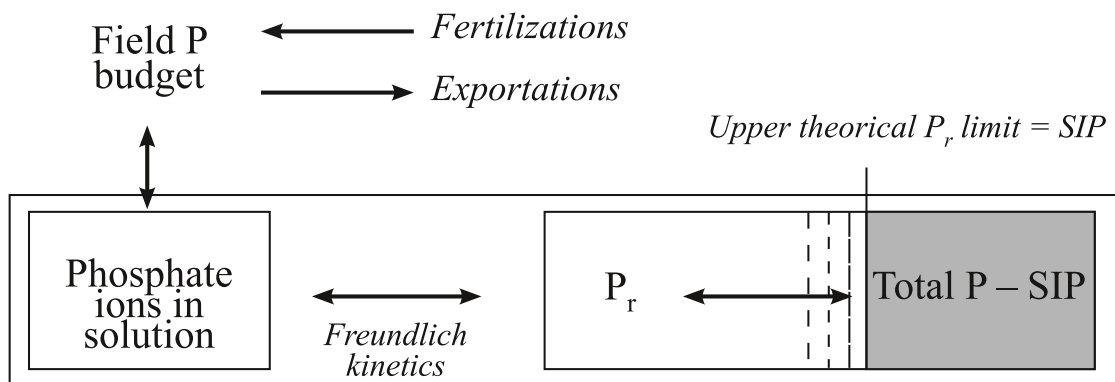 Field P
budget
Fertilizations
Exportations
Upper theorical Pr limit = SIP
Phosphate
ions in
solution
Freundlich
kinetics
Pr
Total P – SIP